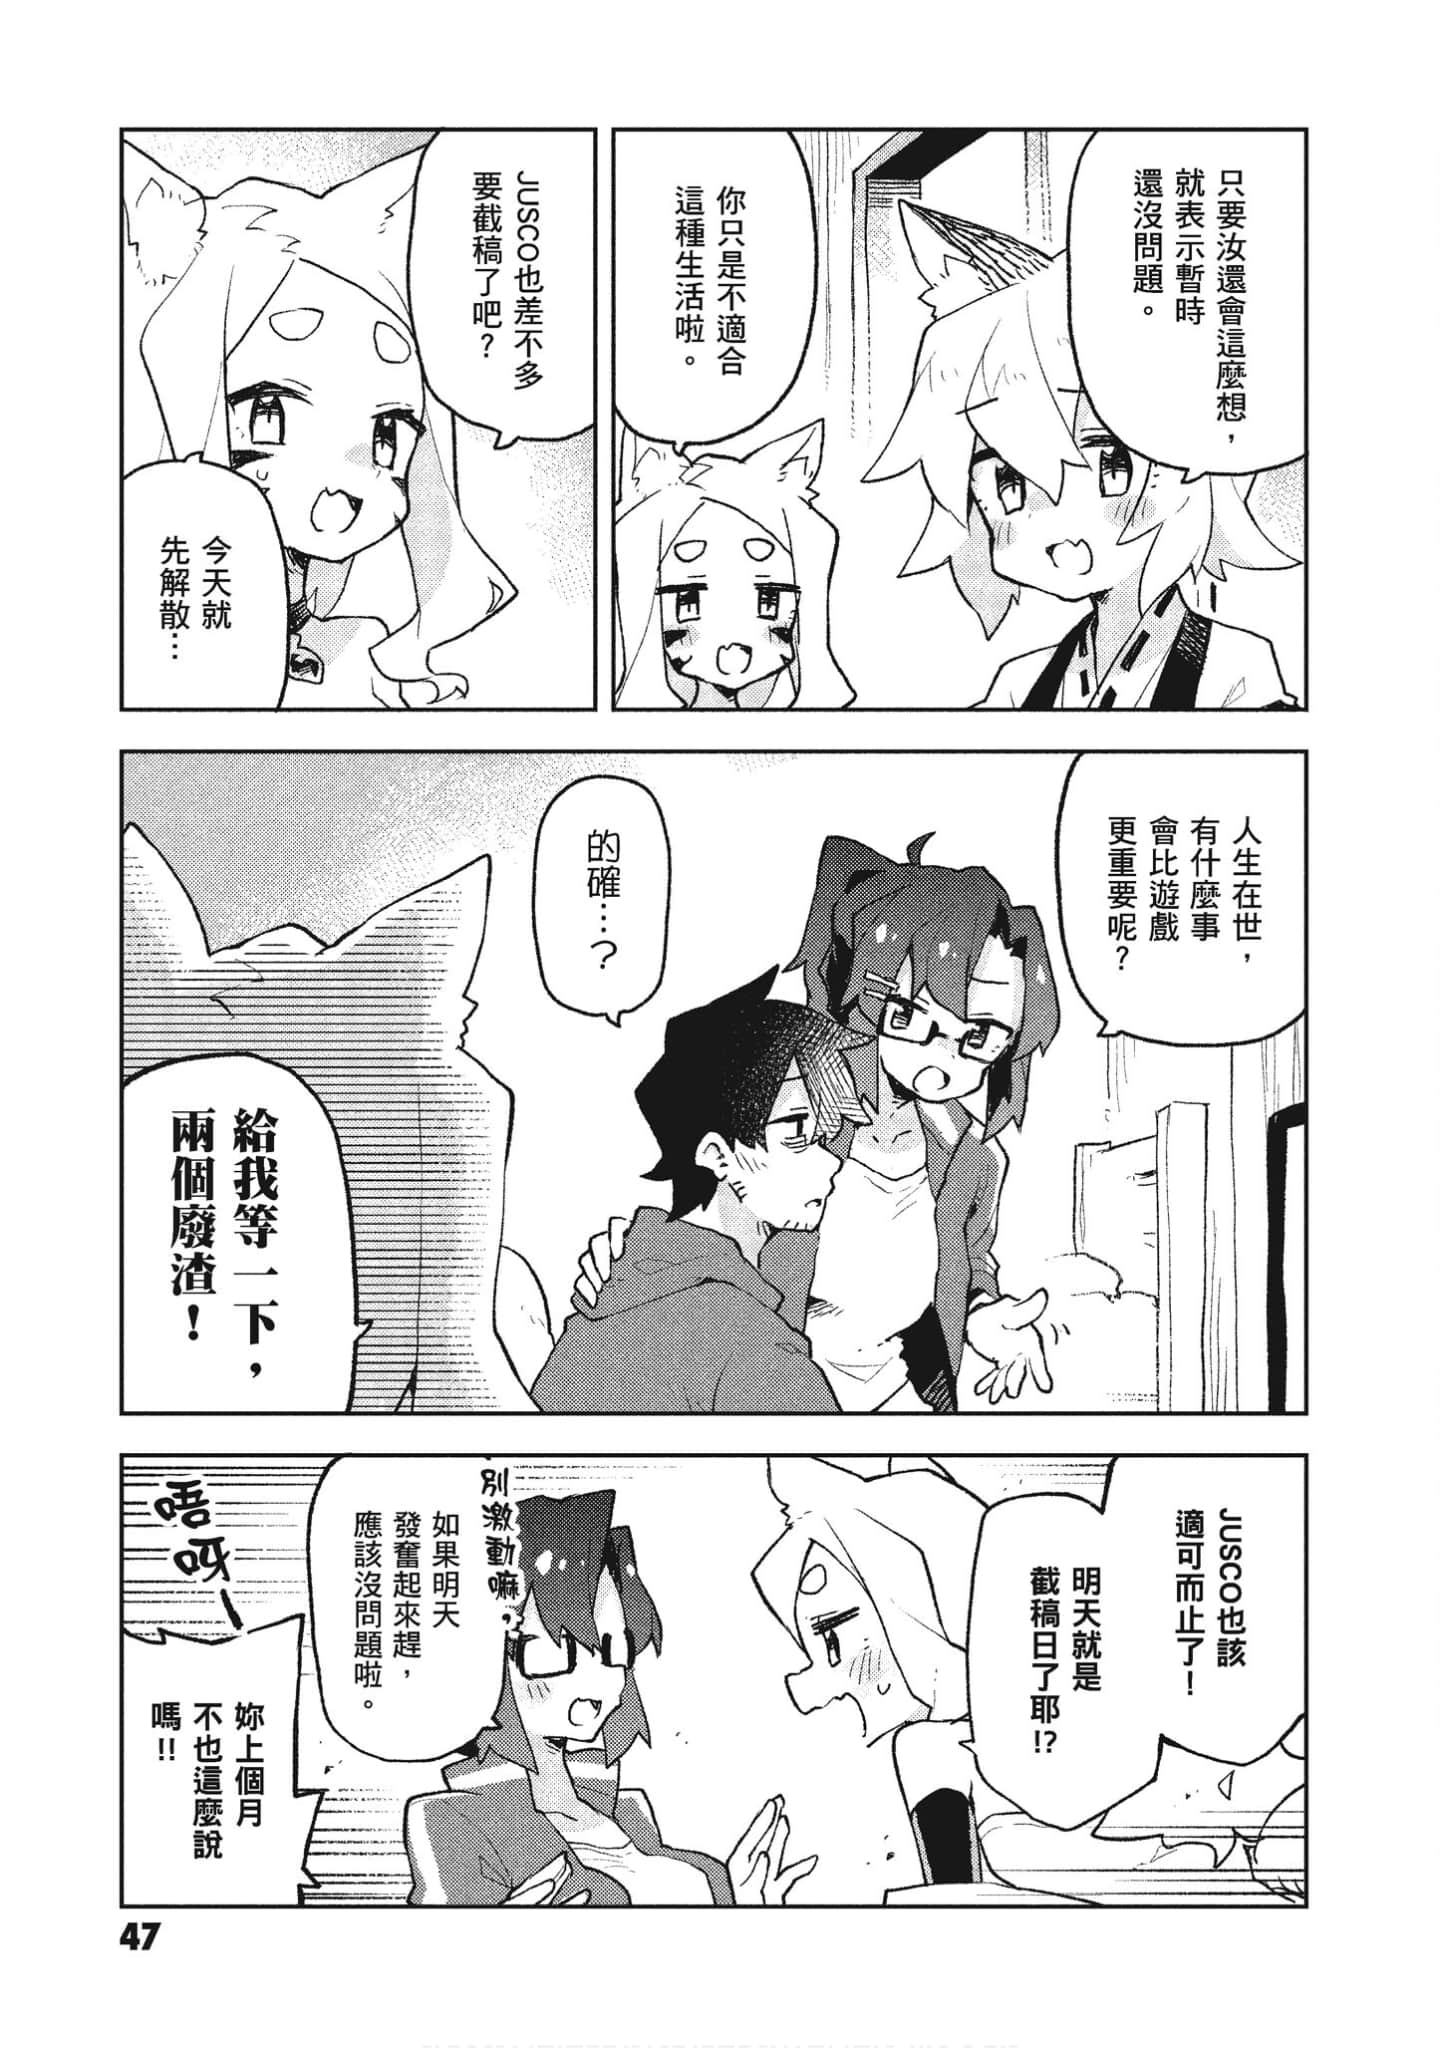 只要汝還會這麼想，
就表示暫時
還沒問題。
你只是不適合
這種生活啦。
JUSCO也差不多
要截稿了吧？
今天就
先解散…
人生在世，
有什麼事
會比遊戲
更重要呢？
的確…？
給我等一下，
兩個廢渣！
JUSCO也該
適可而止了！
明天就是
截稿日了耶!?
別激動嘛，
如果明天
發奮起來趕，
應該沒問題啦。
唔呀—
妳上個月
不也這麼說
嗎!!
47